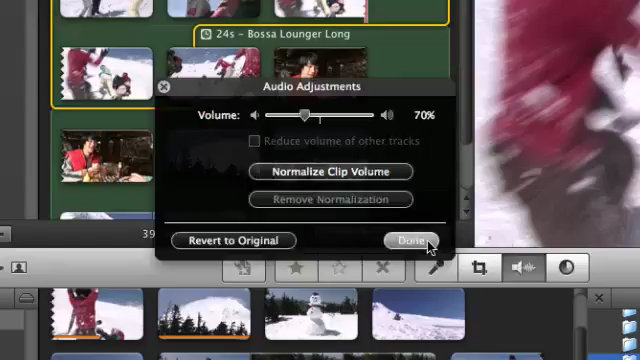 24s - Bossa Lounger Long
Audio Adjustments
Volume:
70%
Reduce volume of other tracks
Normalize Clip Volume
Remove Normalization
Revert to Original
Done
39